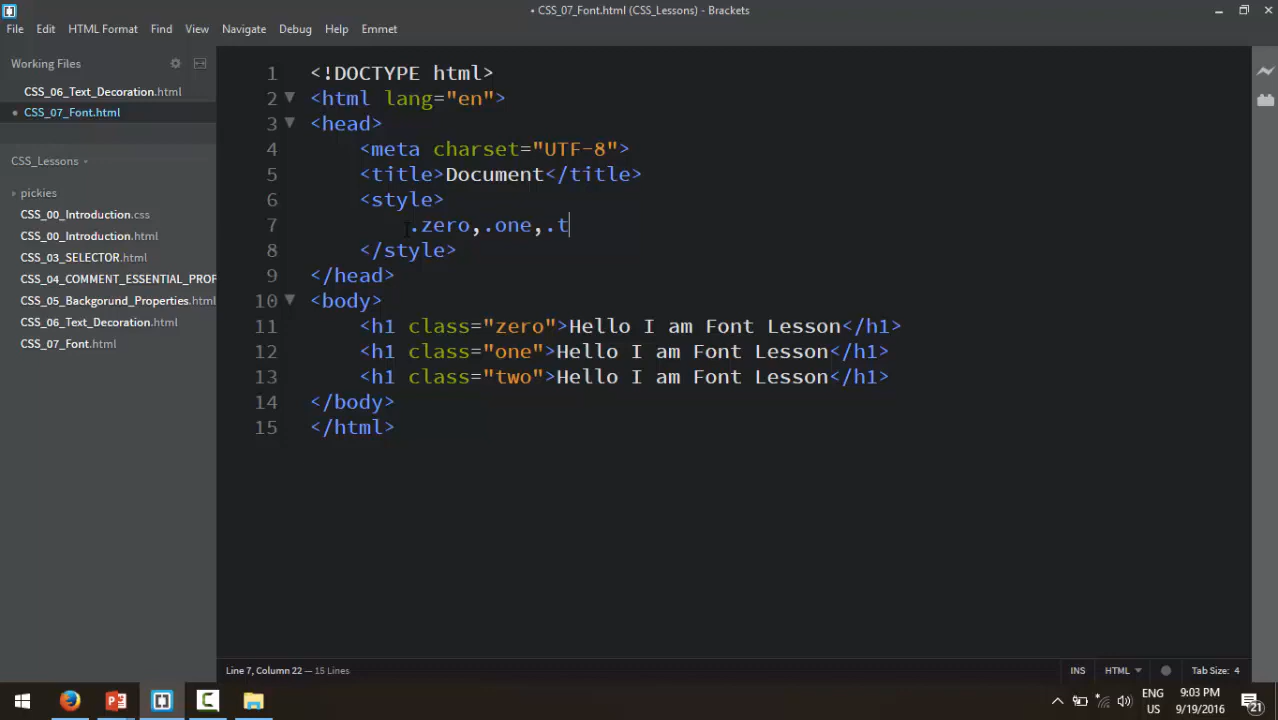 • CSS_07_Font.html (CSS_Lessons) - Brackets
File Edit HTML Format Find View Navigate Debug Help Emmet
Working Files
CSS_06_Text_Decoration.html
• CSS_07_Font.html
CSS_Lessons
pickies
CSS_00_Introduction.css
CSS_00_Introduction.html
CSS_03_SELECTOR.html
CSS_04_COMMENT_ESSENTIAL_PROP
CSS_05_Backgorund_Properties.html
CSS_06_Text_Decoration.html
CSS_07_Font.html
1 <!DOCTYPE html>
2 <html lang="en">
3 <head>
4 <meta charset="UTF-8">
5 <title>Document</title>
6 <style>
7 .zero,.one,.t
8 </style>
9 </head>
10 <body>
11 <h1 class="zero">Hello I am Font Lesson</h1>
12 <h1 class="one">Hello I am Font Lesson</h1>
13 <h1 class="two">Hello I am Font Lesson</h1>
14 </body>
15 </html>
Line 7, Column 22 — 15 Lines
INS HTML Tab Size: 4
ENG
US
9:03 PM
9/19/2016
21